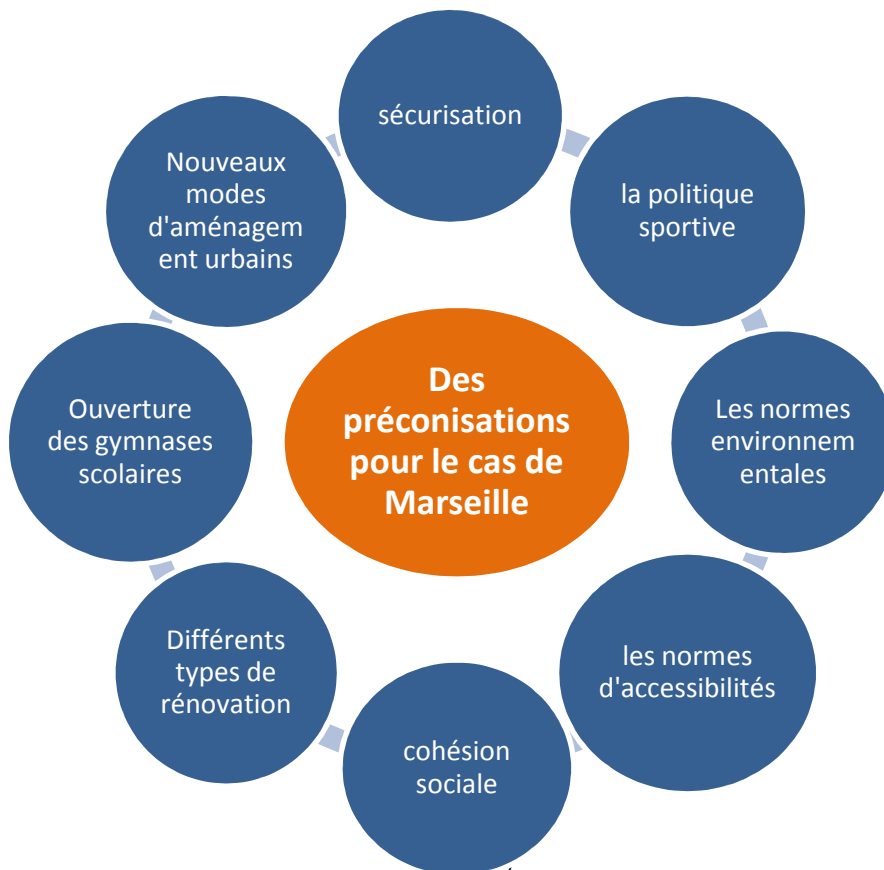 sécurisation
la politique
sportive
Les normes
environnem
entales
les normes
d'accessibilités
cohésion
sociale
Différents
types de
rénovation
Ouverture
des gymnases
scolaires
Nouveaux
modes
d'aménagem
ent urbains
Des
préconisations
pour le cas de
Marseille